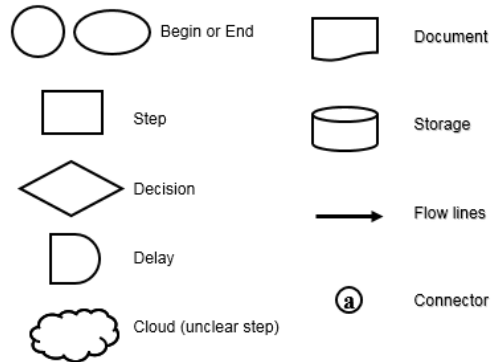 Begin or End
Step
Decision
Delay
Cloud (unclear step)
Document
Storage
Flow lines
a
Connector